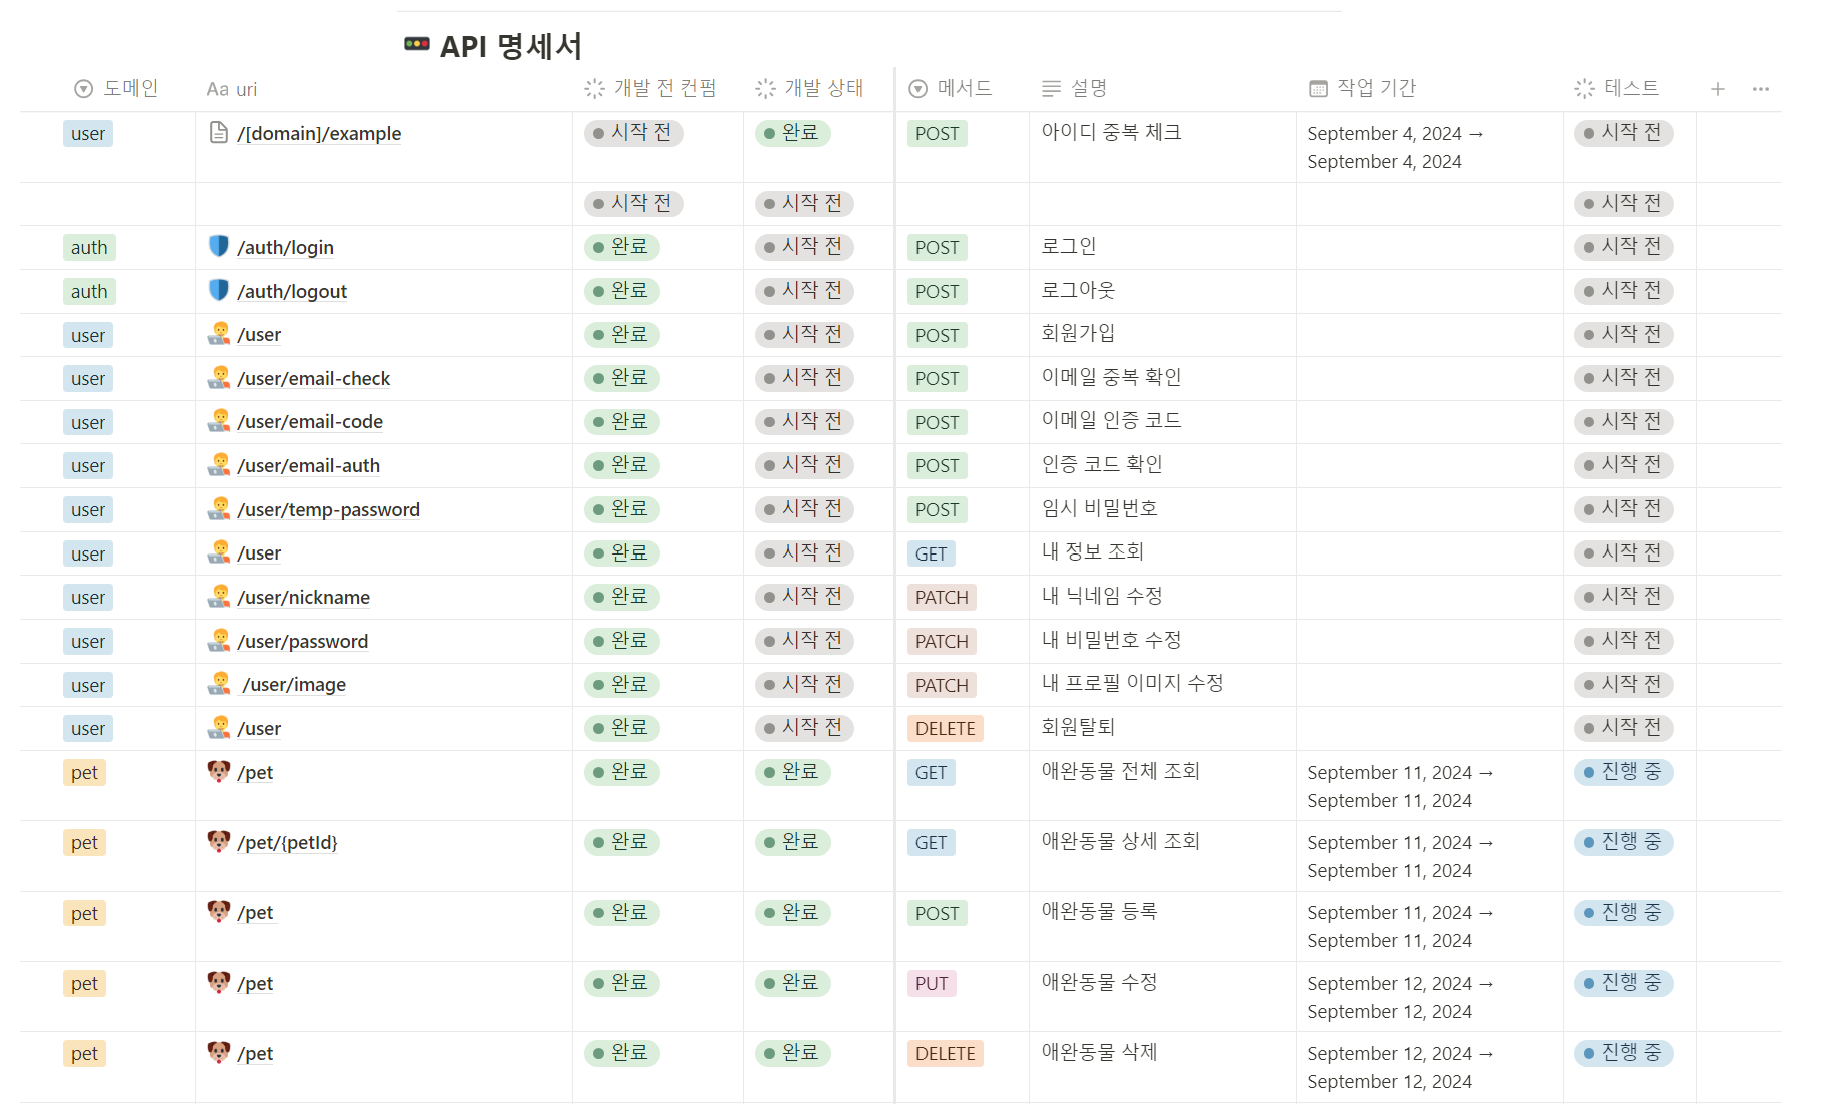 API 명세서
도메인 Aa uri 개발 전 컨펌 개발 상태 메서드 설명 작업 기간 테스트
user /[domain]/example 시작 전 완료 POST 아이디 중복 체크 September 4, 2024 → 시작 전
September 4, 2024
시작 전 시작 전 시작 전
auth /auth/login 완료 시작 전 POST 로그인 시작 전
auth /auth/logout 완료 시작 전 POST 로그아웃 시작 전
user /user 완료 시작 전 POST 회원가입 시작 전
user /user/email-check 완료 시작 전 POST 이메일 중복 확인 시작 전
user /user/email-code 완료 시작 전 POST 이메일 인증 코드 시작 전
user /user/email-auth 완료 시작 전 POST 인증 코드 확인 시작 전
user /user/temp-password 완료 시작 전 POST 임시 비밀번호 시작 전
user /user 완료 시작 전 GET 내 정보 조회 시작 전
user /user/nickname 완료 시작 전 PATCH 내 닉네임 수정 시작 전
user /user/password 완료 시작 전 PATCH 내 비밀번호 수정 시작 전
user /user/image 완료 시작 전 PATCH 내 프로필 이미지 수정 시작 전
user /user 완료 시작 전 DELETE 회원탈퇴 시작 전
pet /pet 완료 완료 GET 애완동물 전체 조회 September 11, 2024 → 진행 중
September 11, 2024
pet /pet/{petId} 완료 완료 GET 애완동물 상세 조회 September 11, 2024 → 진행 중
September 11, 2024
pet /pet 완료 완료 POST 애완동물 등록 September 11, 2024 → 진행 중
September 11, 2024
pet /pet 완료 완료 PUT 애완동물 수정 September 12, 2024 → 진행 중
September 12, 2024
pet /pet 완료 완료 DELETE 애완동물 삭제 September 12, 2024 → 진행 중
September 12, 2024